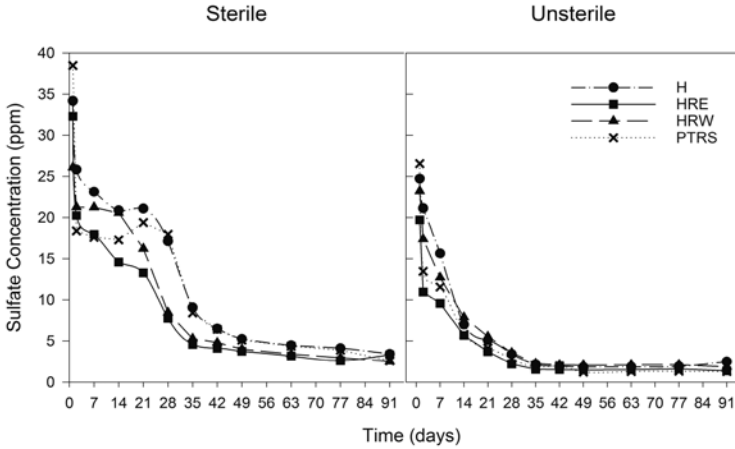 Sterile Unsterile
40
35
30
25
20
15
10
5
0
Sulfate Concentration (ppm)
H
HRE
HRW
PTRS
0 7 14 21 28 35 42 49 56 63 70 77 84 91 0 7 14 21 28 35 42 49 56 63 70 77 84 91
Time (days)